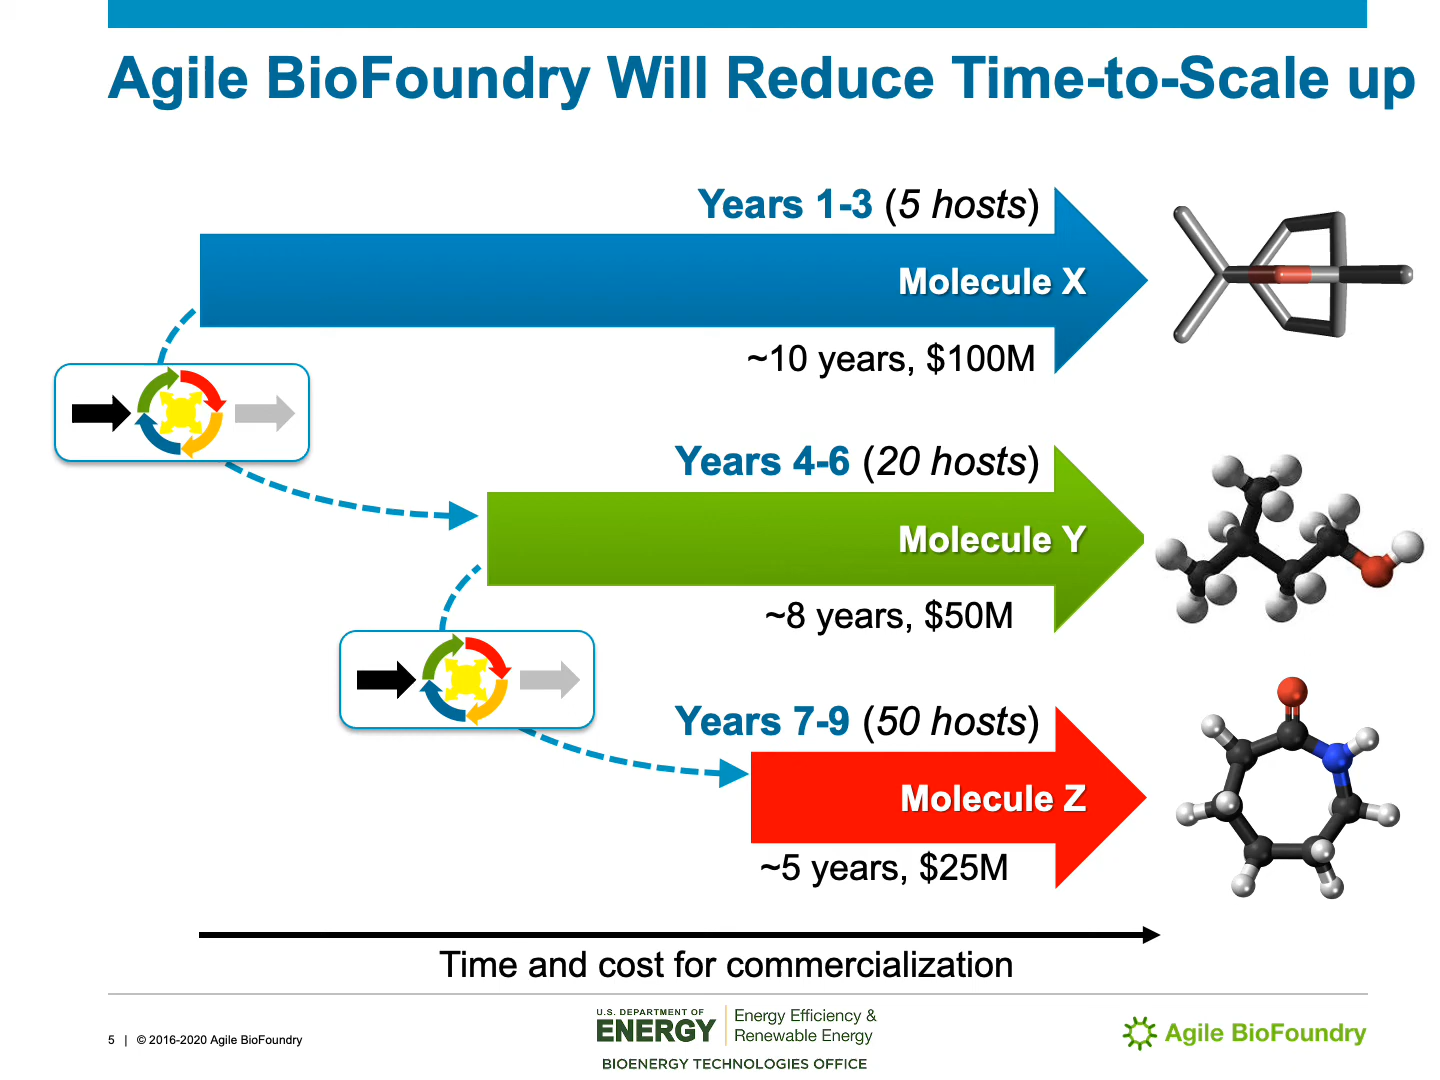 Agile BioFoundry Will Reduce Time-to-Scale up
Years 1-3 (5 hosts)
Molecule X
~10 years, $100M
Years 4-6 (20 hosts)
Molecule Y
~8 years, $50M
Years 7-9 (50 hosts)
Molecule Z
~5 years, $25M
Time and cost for commercialization
5 | © 2016-2020 Agile BioFoundry
U.S. DEPARTMENT OF
ENERGY
Energy Efficiency &
Renewable Energy
BIOENERGY TECHNOLOGIES OFFICE
Agile BioFoundry